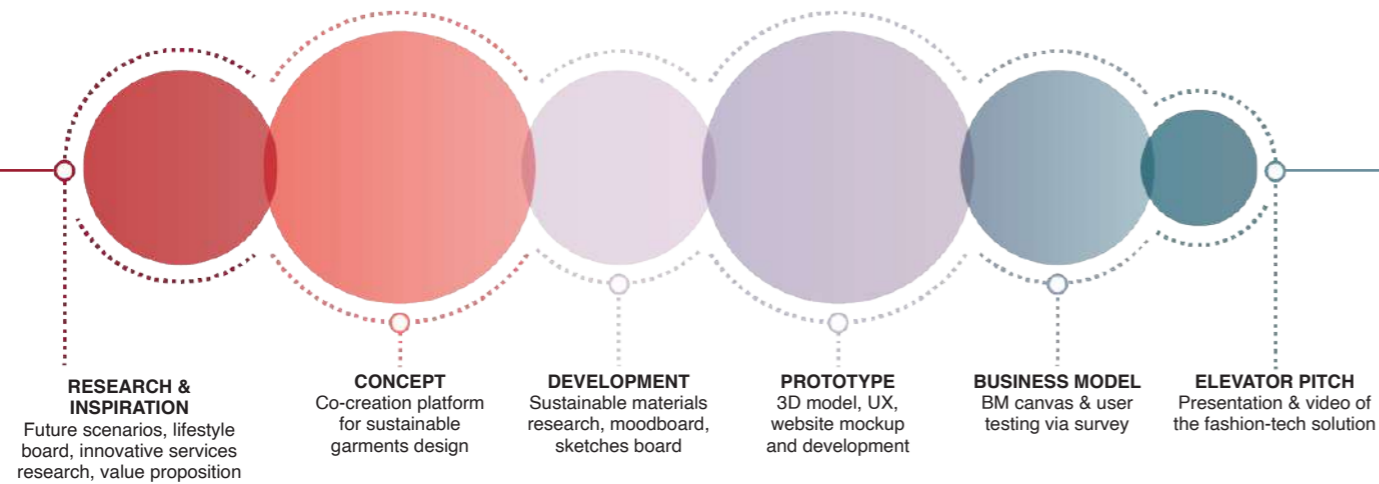 RESEARCH &
INSPIRATION
Future scenarios, lifestyle
board, innovative services
research, value proposition
CONCEPT
Co-creation platform
for sustainable
garments design
DEVELOPMENT
Sustainable materials
research, moodboard,
sketches board
PROTOTYPE
3D model, UX,
website mockup
and development
BUSINESS MODEL
BM canvas & user
testing via survey
ELEVATOR PITCH
Presentation & video of
the fashion-tech solution